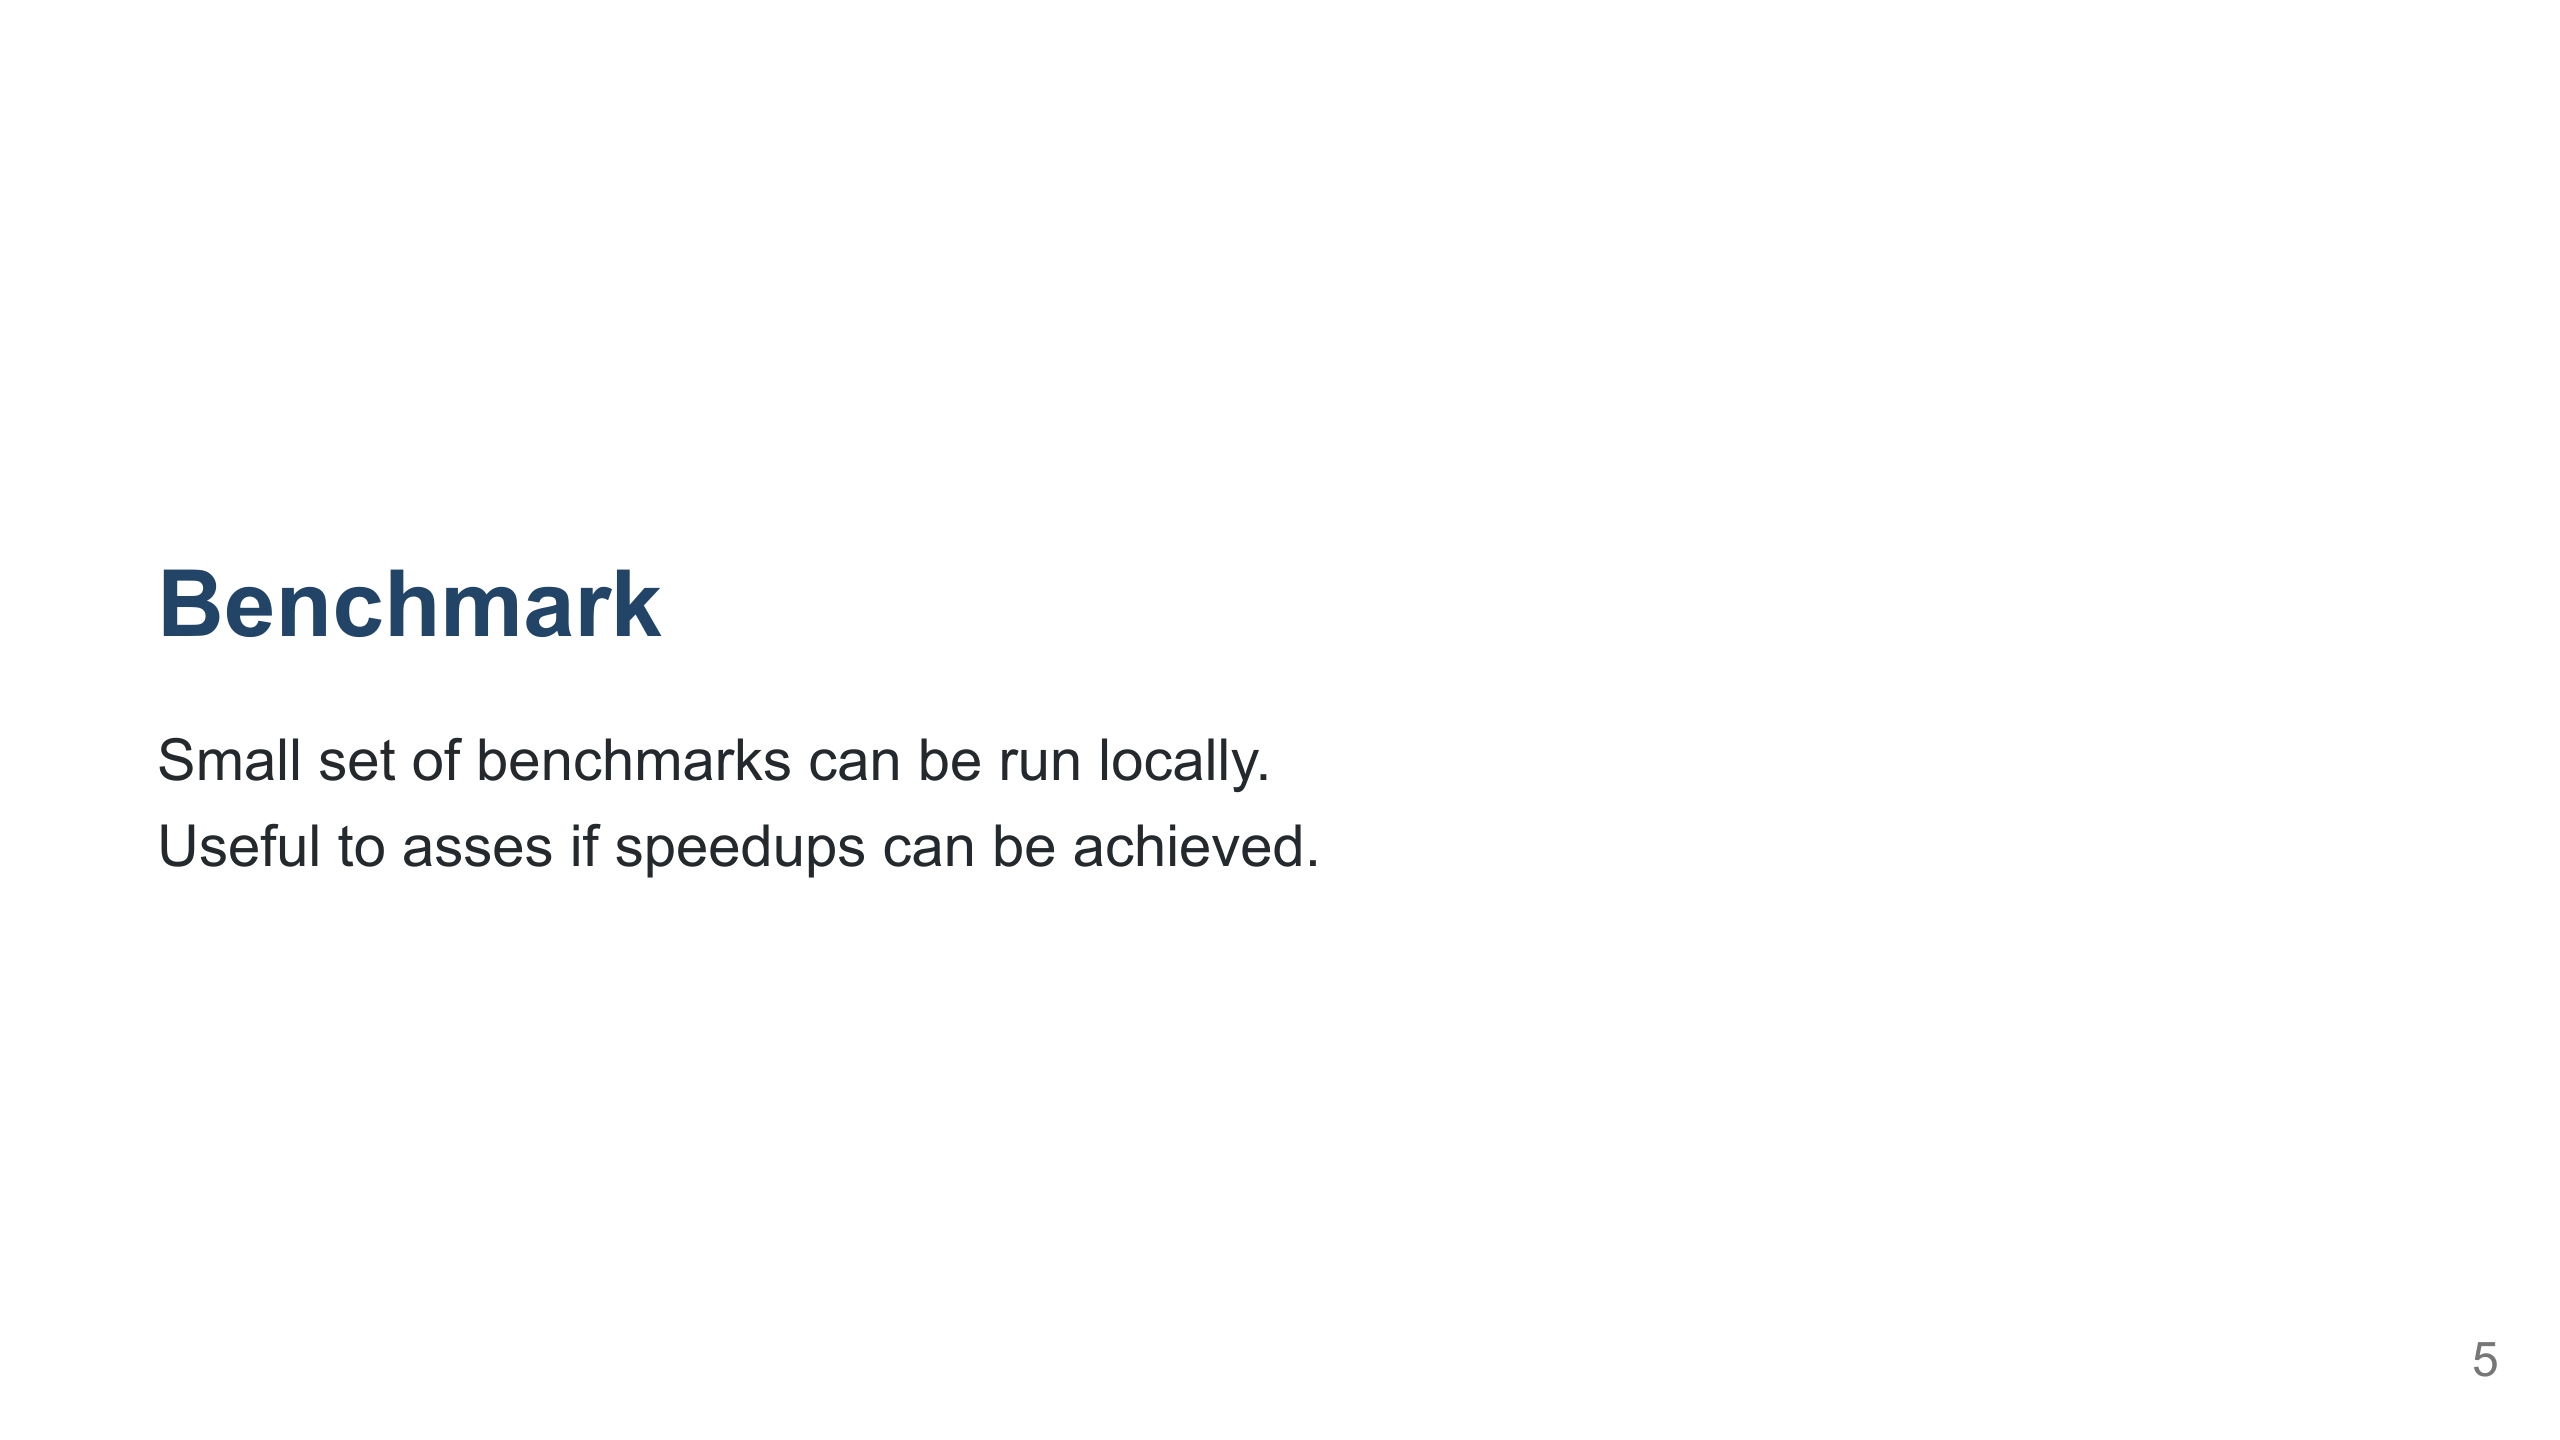 Benchmark
Small set of benchmarks can be run locally.
Useful to asses if speedups can be achieved.
5